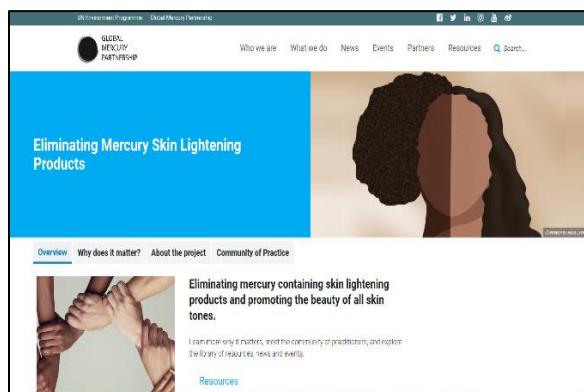 UN Environment Programme Global Mercury Partnership
GLOBAL
MERCURY
PARTNERSHIP
Who we are What we do News Events Partners Resources Search...
Eliminating Mercury Skin Lightening
Products
Overview Why does it matter? About the project Community of Practice
Eliminating mercury containing skin lightening
products and promoting the beauty of all skin
tones.
Learn more why it matters, meet the community of practitioners, and explore
the library of resources, news and events.
Resources